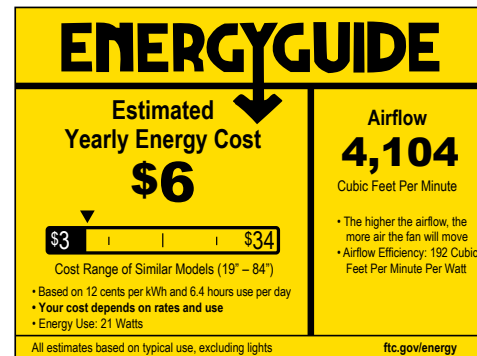 ENERGYGUIDE
Estimated
Yearly Energy Cost
$6
$3 $34
Cost Range of Similar Models (19” – 84”)
• Based on 12 cents per kWh and 6.4 hours use per day
• Your cost depends on rates and use
• Energy Use: 21 Watts
Airflow
4,104
Cubic Feet Per Minute
• The higher the airflow, the
more air the fan will move
• Airflow Efficiency: 192 Cubic
Feet Per Minute Per Watt
All estimates based on typical use, excluding lights
ftc.gov/energy